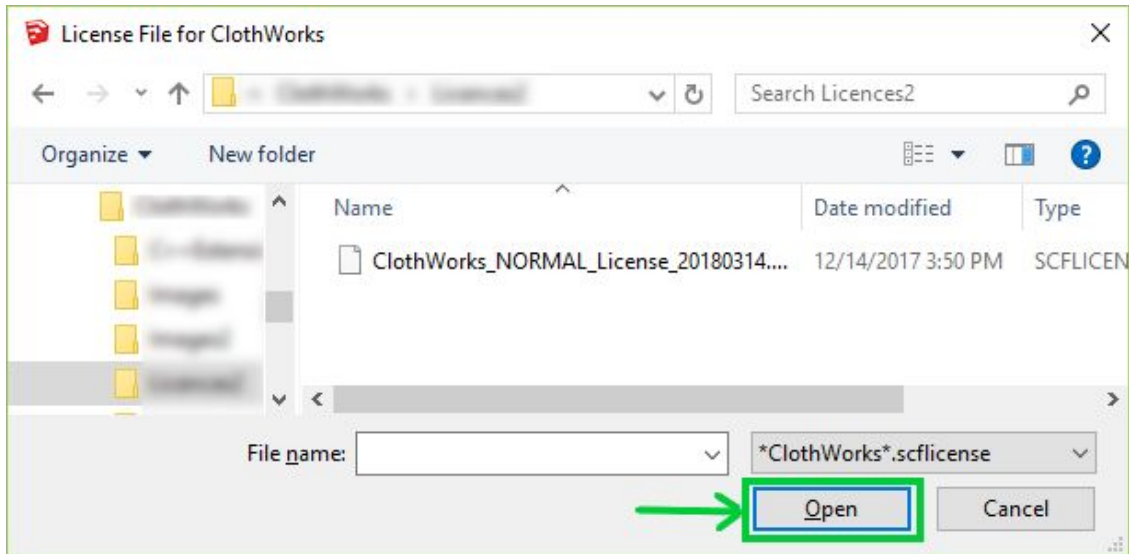 License File for ClothWorks
Search Licences2
Organize New folder
Name Date modified Type
ClothWorks_NORMAL_License_20180314.... 12/14/2017 3:50 PM SCFLICEN
File name: *ClothWorks*.scflicense
Open Cancel